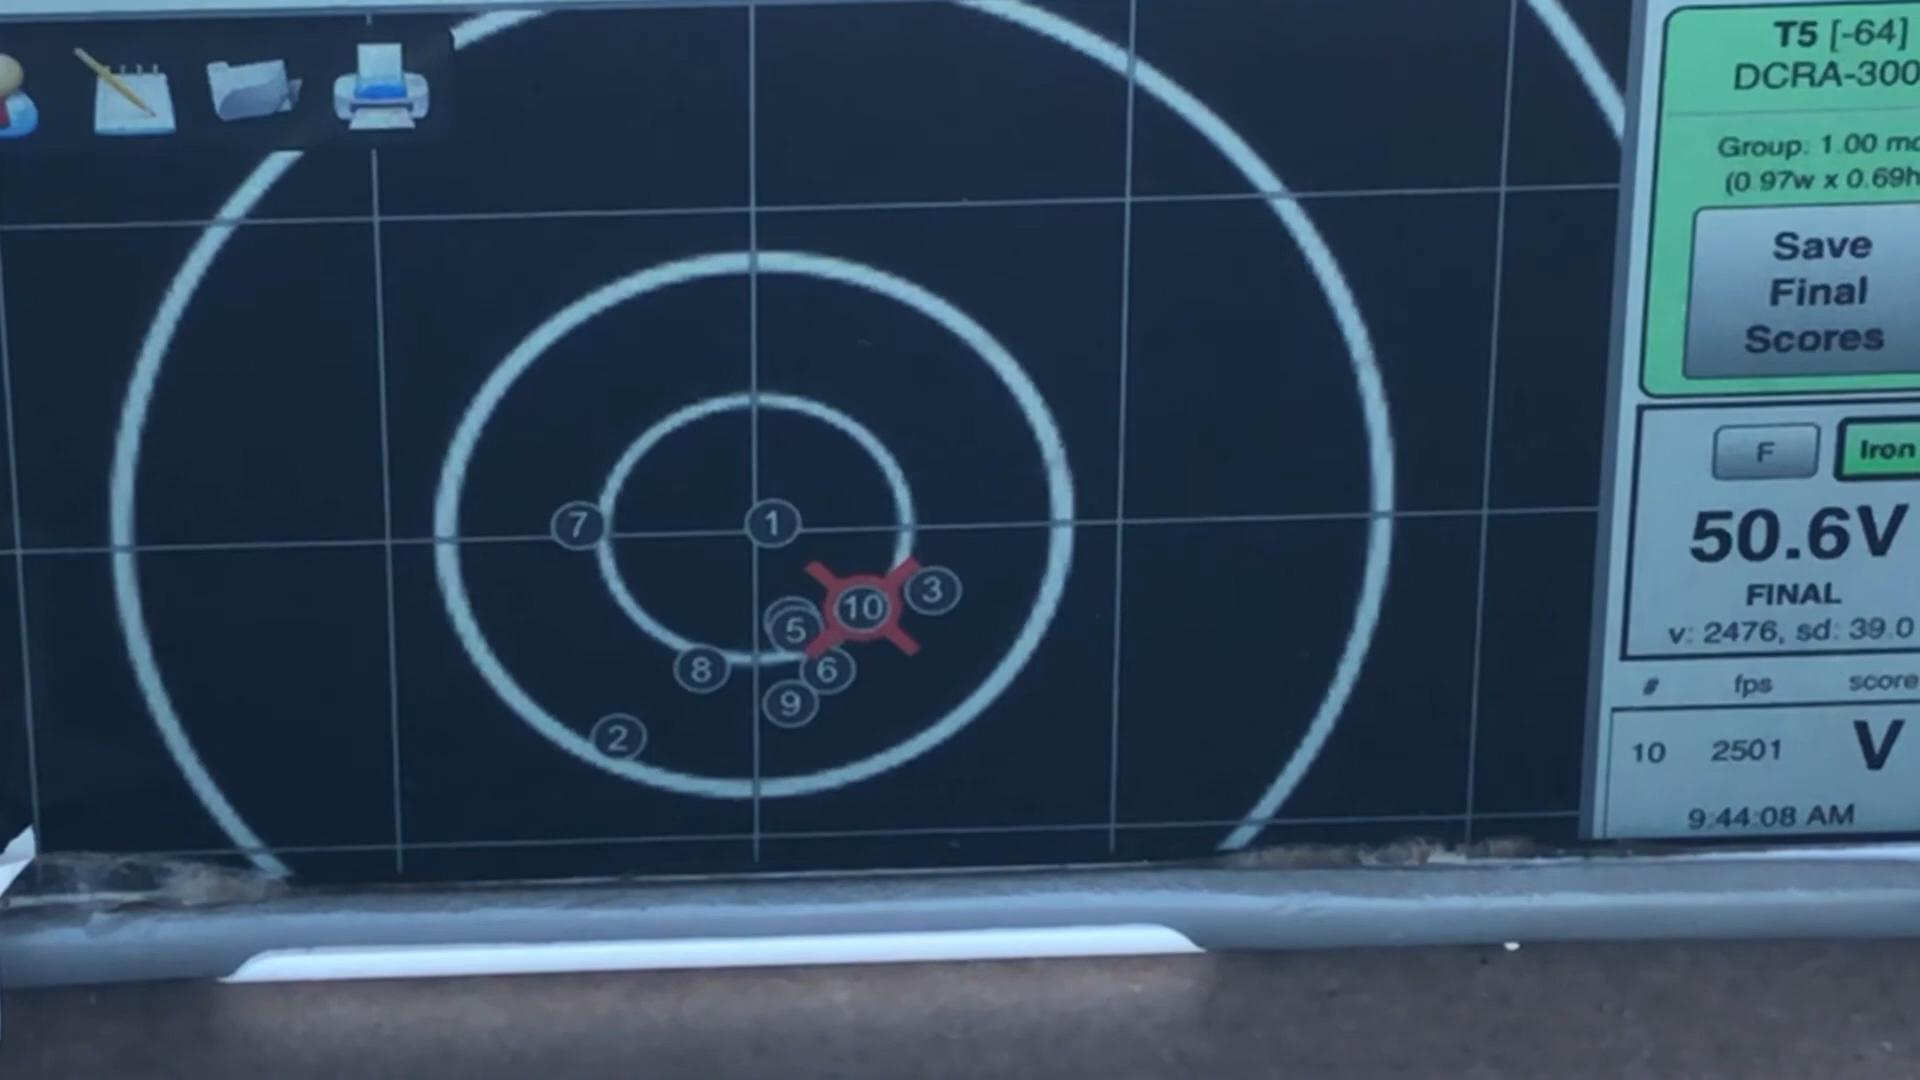 T5 [-64]
DCRA-300
Group: 1.00
(0.97w x 0.69h
Save
Final
Scores
F
Iron
50.6V
FINAL
v: 2476, sd: 39.0
# fps score
10 2501 V
9:44:08 AM
7
1
3
10
5
8
6
9
2